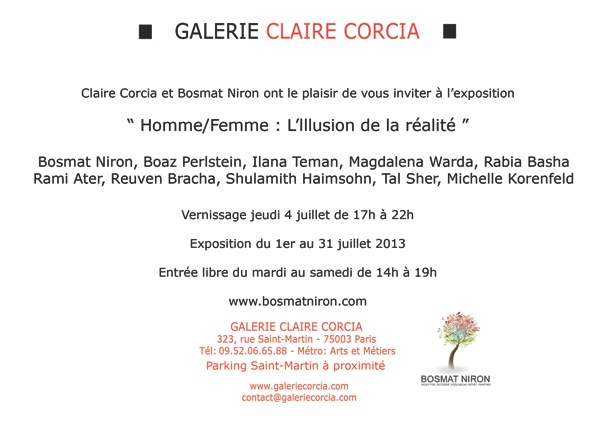 GALERIE CLAIRE CORCIA
Claire Corcia et Bosmat Niron ont le plaisir de vous inviter à l'exposition
“ Homme/Femme : L'Illusion de la réalité ”
Bosmat Niron, Boaz Perlstein, Ilana Teman, Magdalena Warda, Rabia Basha
Rami Ater, Reuven Bracha, Shulamith Haimsohn, Tal Sher, Michelle Korenfeld
Vernissage jeudi 4 juillet de 17h à 22h
Exposition du 1er au 31 juillet 2013
Entrée libre du mardi au samedi de 14h à 19h
www.bosmatniron.com
GALERIE CLAIRE CORCIA
323, rue Saint-Martin - 75003 Paris
Tél: 09.52.06.65.88 - Métro: Arts et Métiers
Parking Saint-Martin à proximité
www.galeriecorcia.com
contact@galeriecorcia.com
BOSMAT NIRON